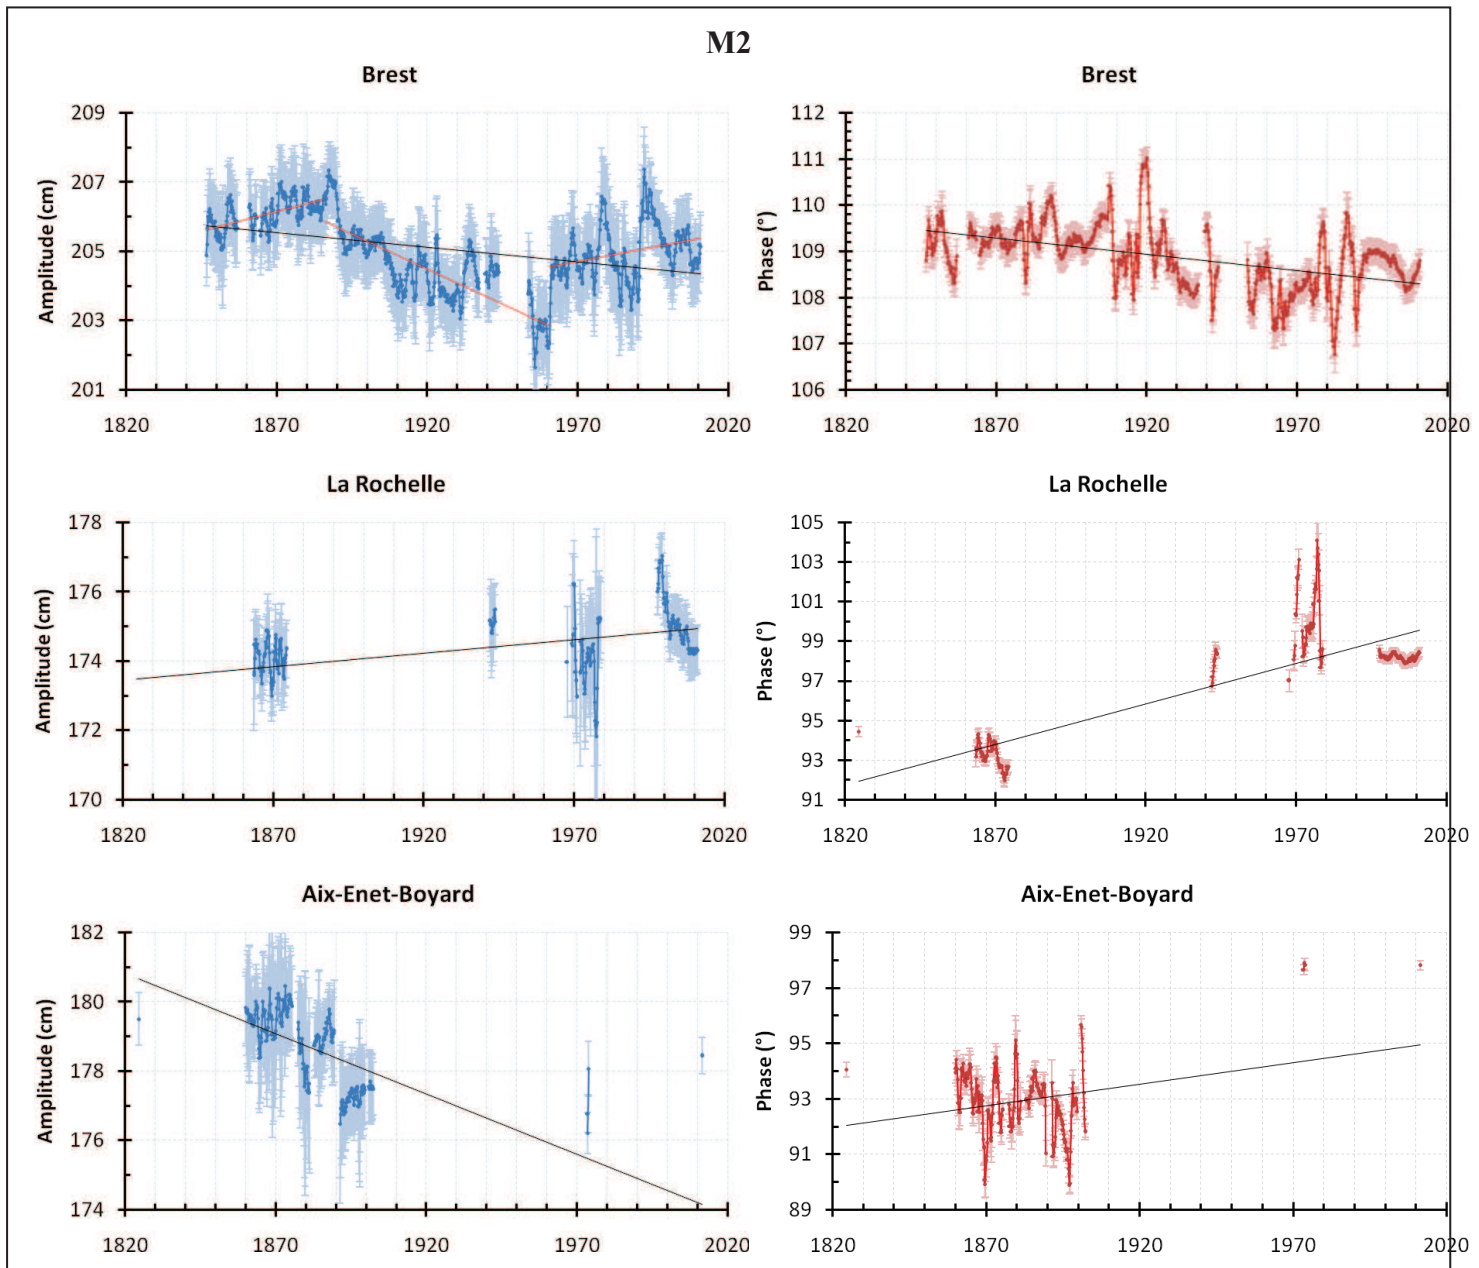 M2
Brest
Brest
209
207
205
203
201
Amplitude (cm)
1820 1870 1920 1970 2020
112
111
110
109
108
107
106
Phase (°)
1820 1870 1920 1970 2020
La Rochelle
La Rochelle
178
176
174
172
170
Amplitude (cm)
1820 1870 1920 1970 2020
105
103
101
99
97
95
93
91
Phase (°)
1820 1870 1920 1970 2020
Aix-Enet-Boyard
Aix-Enet-Boyard
182
180
178
176
174
Amplitude (cm)
1820 1870 1920 1970 2020
99
97
95
93
91
89
Phase (°)
1820 1870 1920 1970 2020